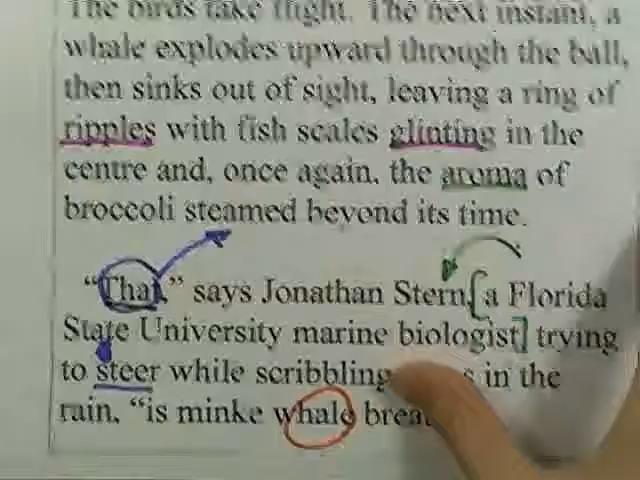 The birds take flight. The next instant, a
whale explodes upward through the ball,
then sinks out of sight, leaving a ring of
ripples with fish scales glinting in the
centre and, once again, the aroma of
broccoli steamed beyond its time.
“That,” says Jonathan Stern, a Florida
State University marine biologist trying
to steer while scribbling in the
rain, “is minke whale